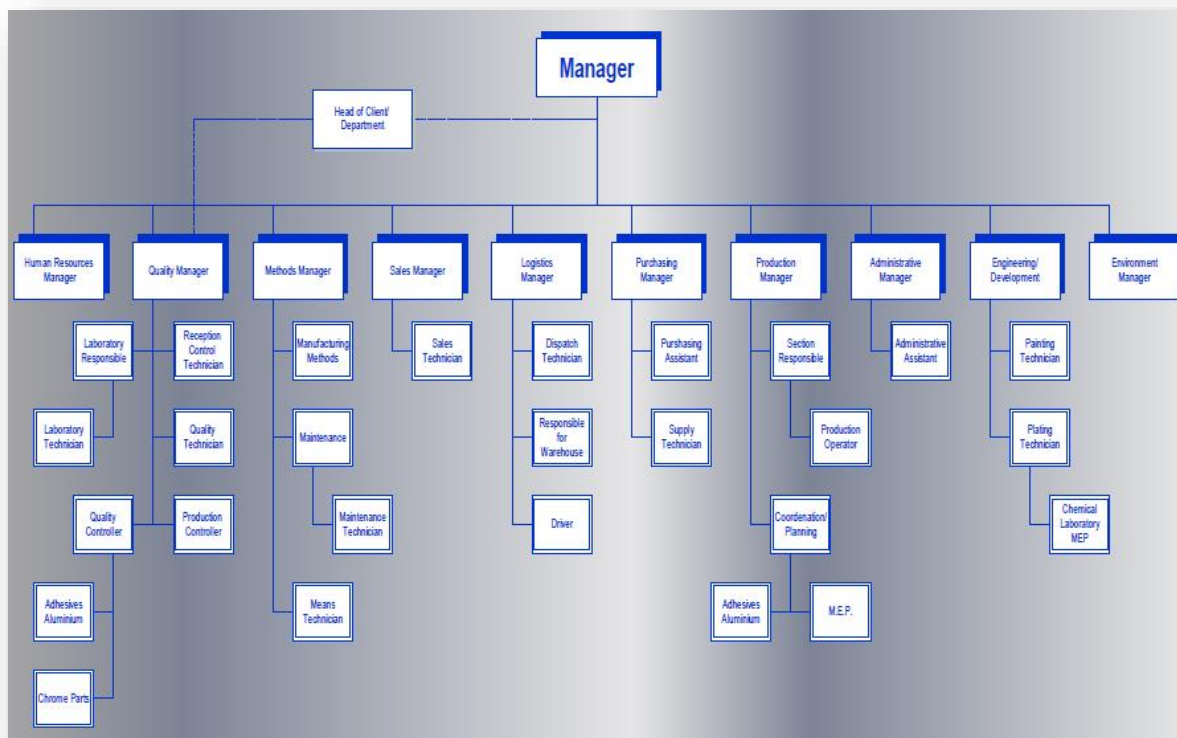 Manager
Head of Client/
Department
Human Resources
Manager
Quality Manager
Methods Manager
Sales Manager
Logistics
Manager
Purchasing
Manager
Production
Manager
Administrative
Manager
Engineering/
Development
Environment
Manager
Laboratory
Responsible
Reception
Control
Technician
Manufacturing
Methods
Sales
Technician
Dispatch
Technician
Purshasing
Assistant
Section
Responsible
Administrative
Assistant
Painting
Technician
Laboratory
Technician
Quality
Technician
Maintenance
Responsible
for
Warehouse
Supply
Technician
Production
Operator
Plating
Technician
Quality
Controller
Production
Controller
Maintenance
Technician
Driver
Coordenation/
Planning
Chemical
Laboratory
MEP
Adhesives
Aluminium
Means
Technician
Adhesives
Aluminium
M.E.P.
Chrome Parts